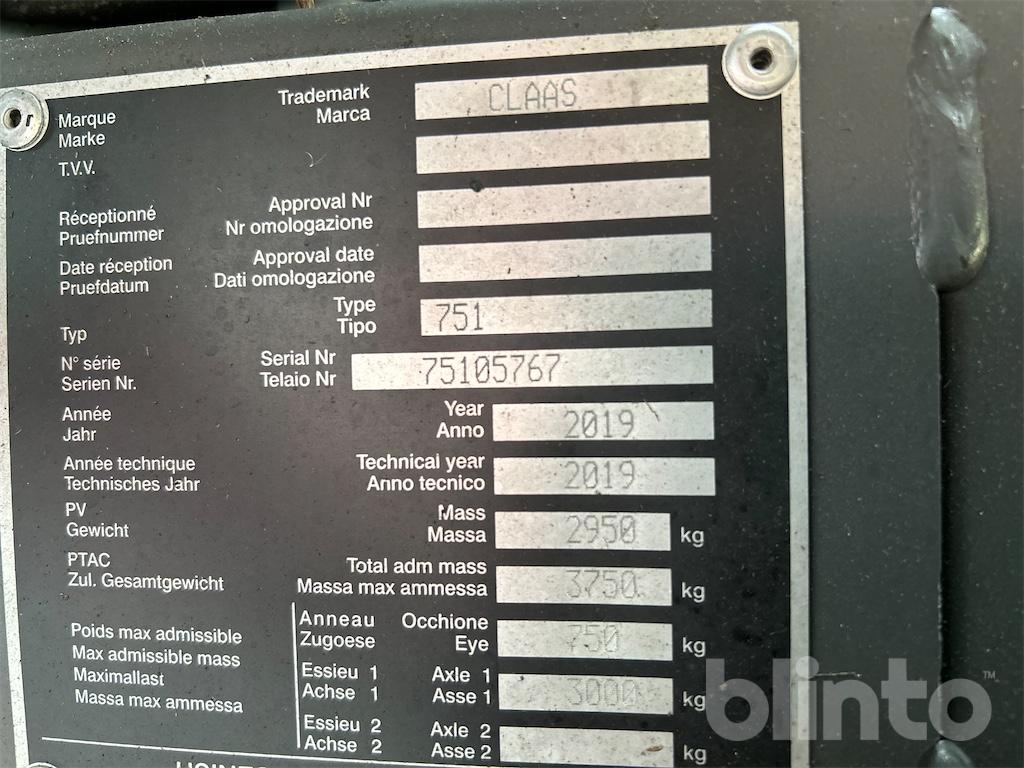 Marque Trademark CLAAS
Marke Marca
T.V.V.
Réceptionné Approval Nr
Pruefnummer Nr omologazione
Date réception Approval date
Pruefdatum Dati omologazione
Type 751
Typ Tipo
N° série Serial Nr 75105767
Serien Nr. Telaio Nr
Année Year 2019
Jahr Anno
Année technique Technical year 2019
Technisches Jahr Anno tecnico
PV Mass 2950 kg
Gewicht Massa
PTAC Total adm mass 3750 kg
Zul. Gesamtgewicht Massa max ammessa
Poids max admissible Anneau Occhione 750 kg
Max admissible mass Zugoese Eye
Maximallast Essieu 1 Axle 1 3000 kg
Massa max ammessa Achse 1 Asse 1
Essieu 2 Axle 2 kg
Achse 2 Asse 2
blinto™